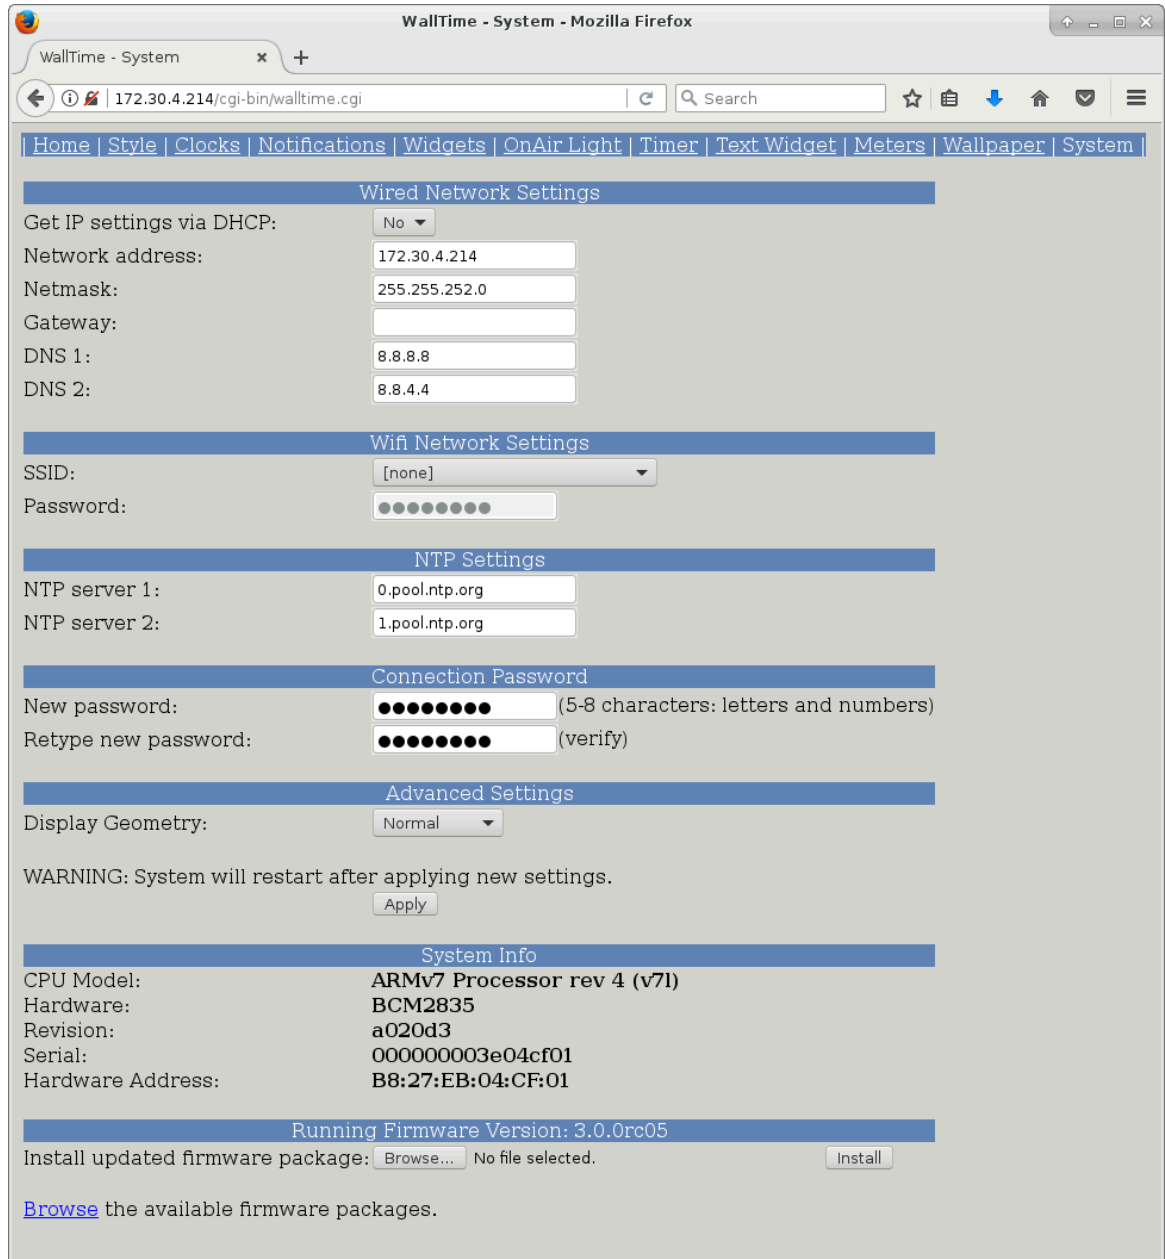 WallTime - System - Mozilla Firefox
WallTime - System
172.30.4.214/cgi-bin/walltime.cgi Search
| Home | Style | Clocks | Notifications | Widgets | OnAir Light | Timer | Text Widget | Meters | Wallpaper | System |
Wired Network Settings
Get IP settings via DHCP: No
Network address: 172.30.4.214
Netmask: 255.255.252.0
Gateway:
DNS 1: 8.8.8.8
DNS 2: 8.8.4.4
Wifi Network Settings
SSID: [none]
Password: ●●●●●●●●
NTP Settings
NTP server 1: 0.pool.ntp.org
NTP server 2: 1.pool.ntp.org
Connection Password
New password: ●●●●●●●● (5-8 characters: letters and numbers)
Retype new password: ●●●●●●●● (verify)
Advanced Settings
Display Geometry: Normal
WARNING: System will restart after applying new settings.
Apply
System Info
CPU Model: ARMv7 Processor rev 4 (v7l)
Hardware: BCM2835
Revision: a020d3
Serial: 000000003e04cf01
Hardware Address: B8:27:EB:04:CF:01
Running Firmware Version: 3.0.0rc05
Install updated firmware package: Browse... No file selected. Install
Browse the available firmware packages.